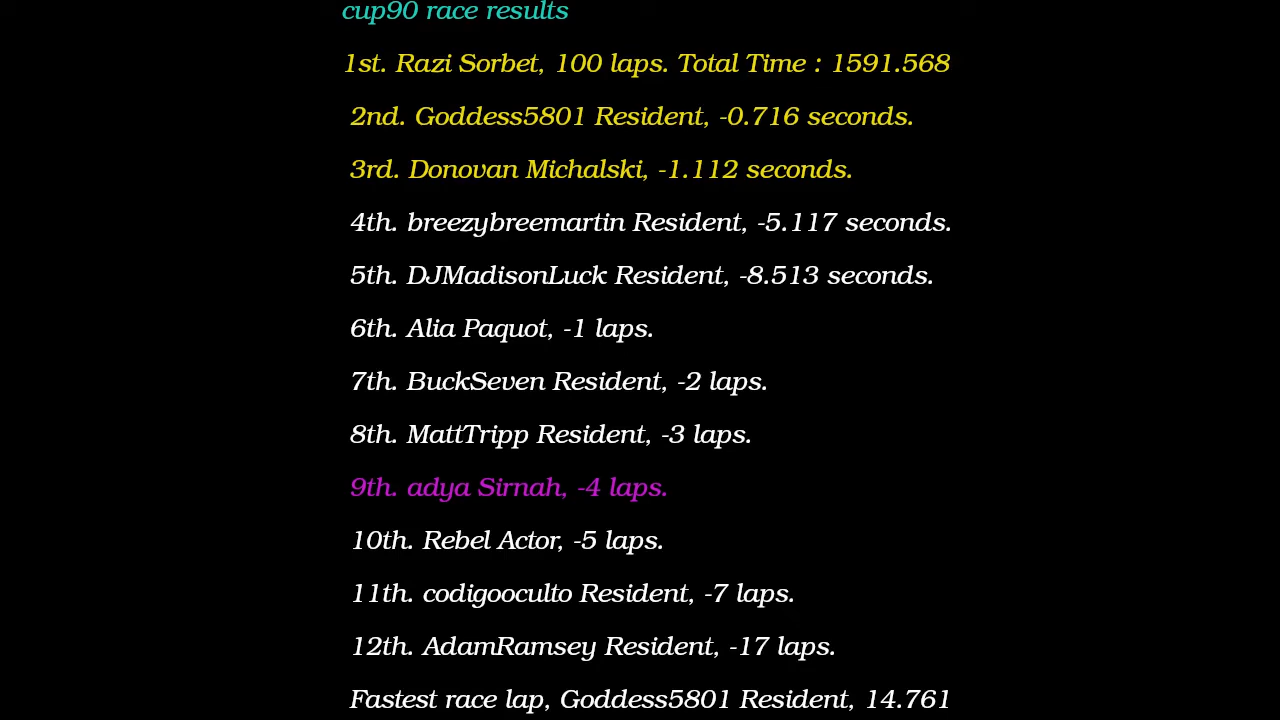 cup90 race results
1st. Razi Sorbet, 100 laps. Total Time : 1591.568
2nd. Goddess5801 Resident, -0.716 seconds.
3rd. Donovan Michalski, -1.112 seconds.
4th. breezybreemartin Resident, -5.117 seconds.
5th. DJMadisonLuck Resident, -8.513 seconds.
6th. Alia Paquot, -1 laps.
7th. BuckSeven Resident, -2 laps.
8th. MattTripp Resident, -3 laps.
9th. adya Sirnah, -4 laps.
10th. Rebel Actor, -5 laps.
11th. codigooculto Resident, -7 laps.
12th. AdamRamsey Resident, -17 laps.
Fastest race lap, Goddess5801 Resident, 14.761